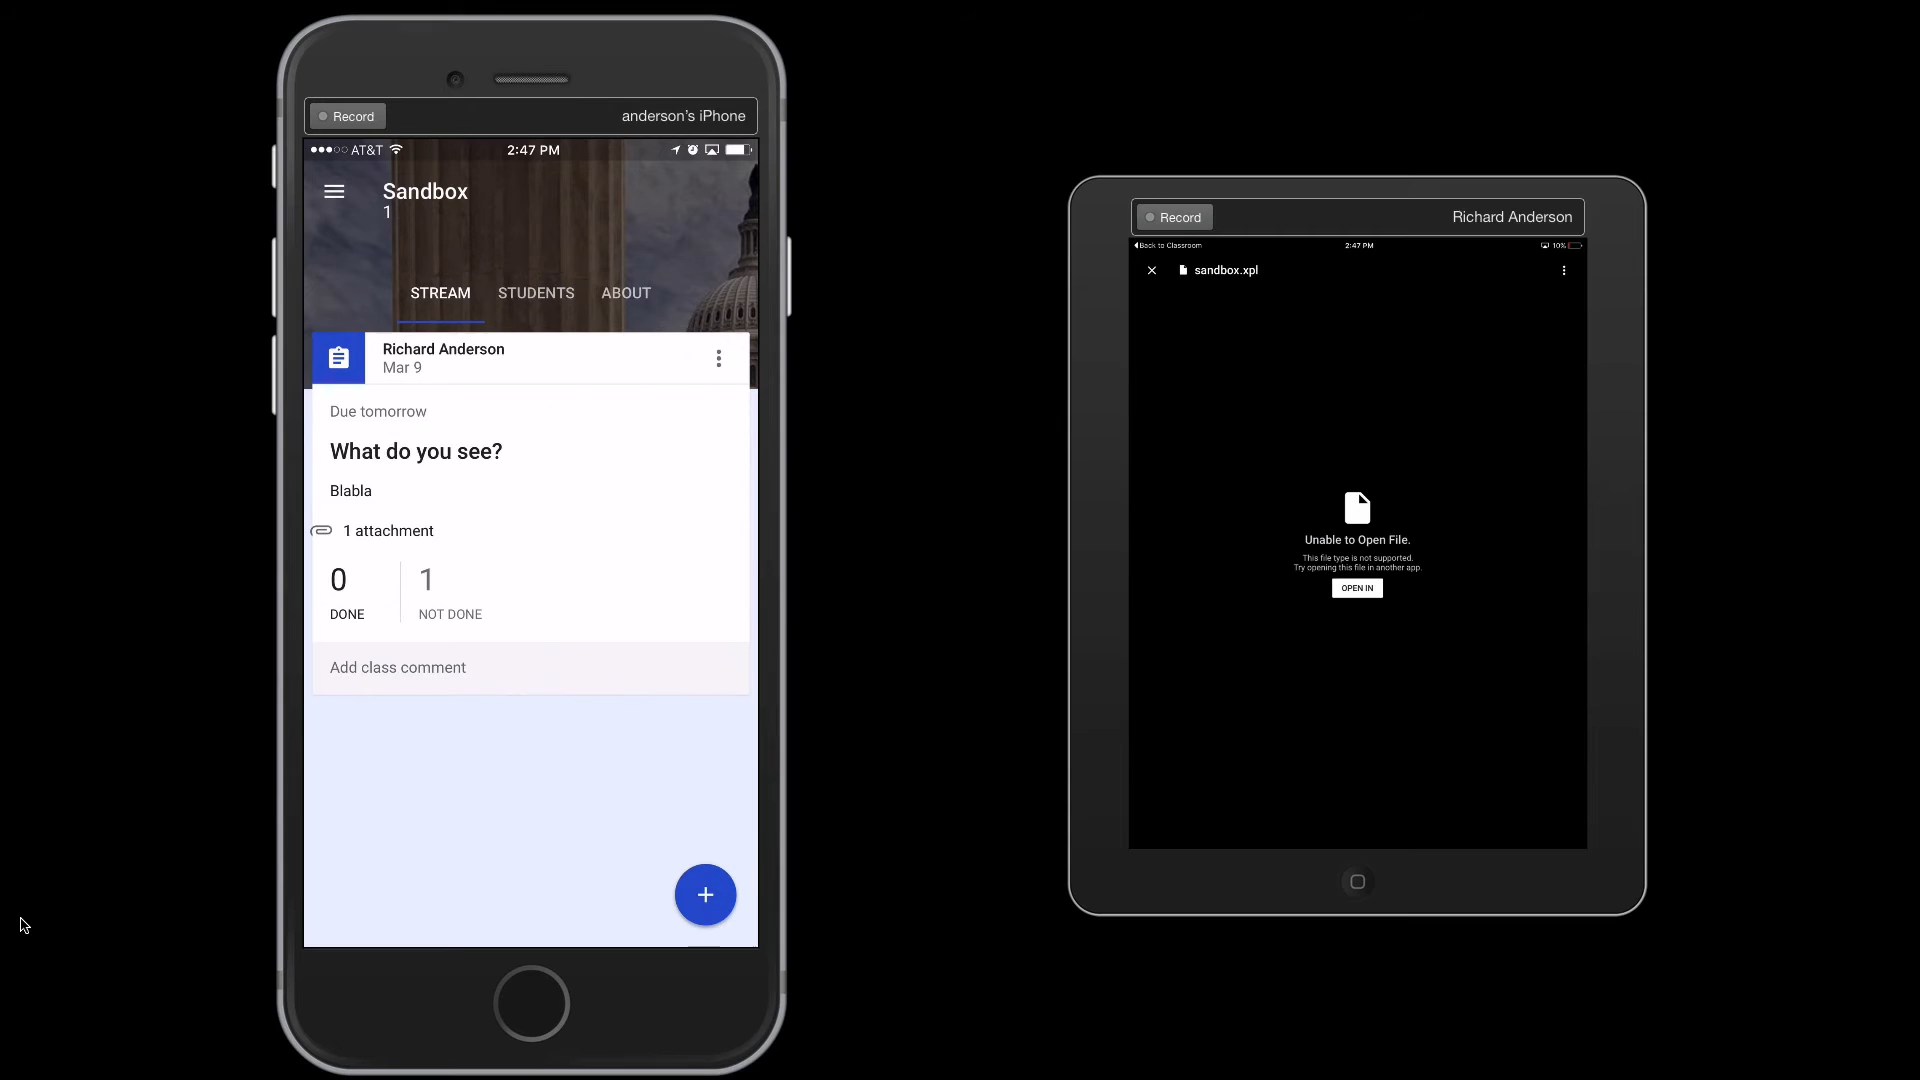 Record
anderson's iPhone
AT&T
2:47 PM
Sandbox
1
STREAM
STUDENTS
ABOUT
Richard Anderson
Mar 9
Due tomorrow
What do you see?
Blabla
1 attachment
0
1
DONE
NOT DONE
Add class comment
+
Record
Richard Anderson
Back to Classroom
2:47 PM
10%
sandbox.xpl
Unable to Open File.
This file type is not supported.
Try opening this file in another app.
OPEN IN